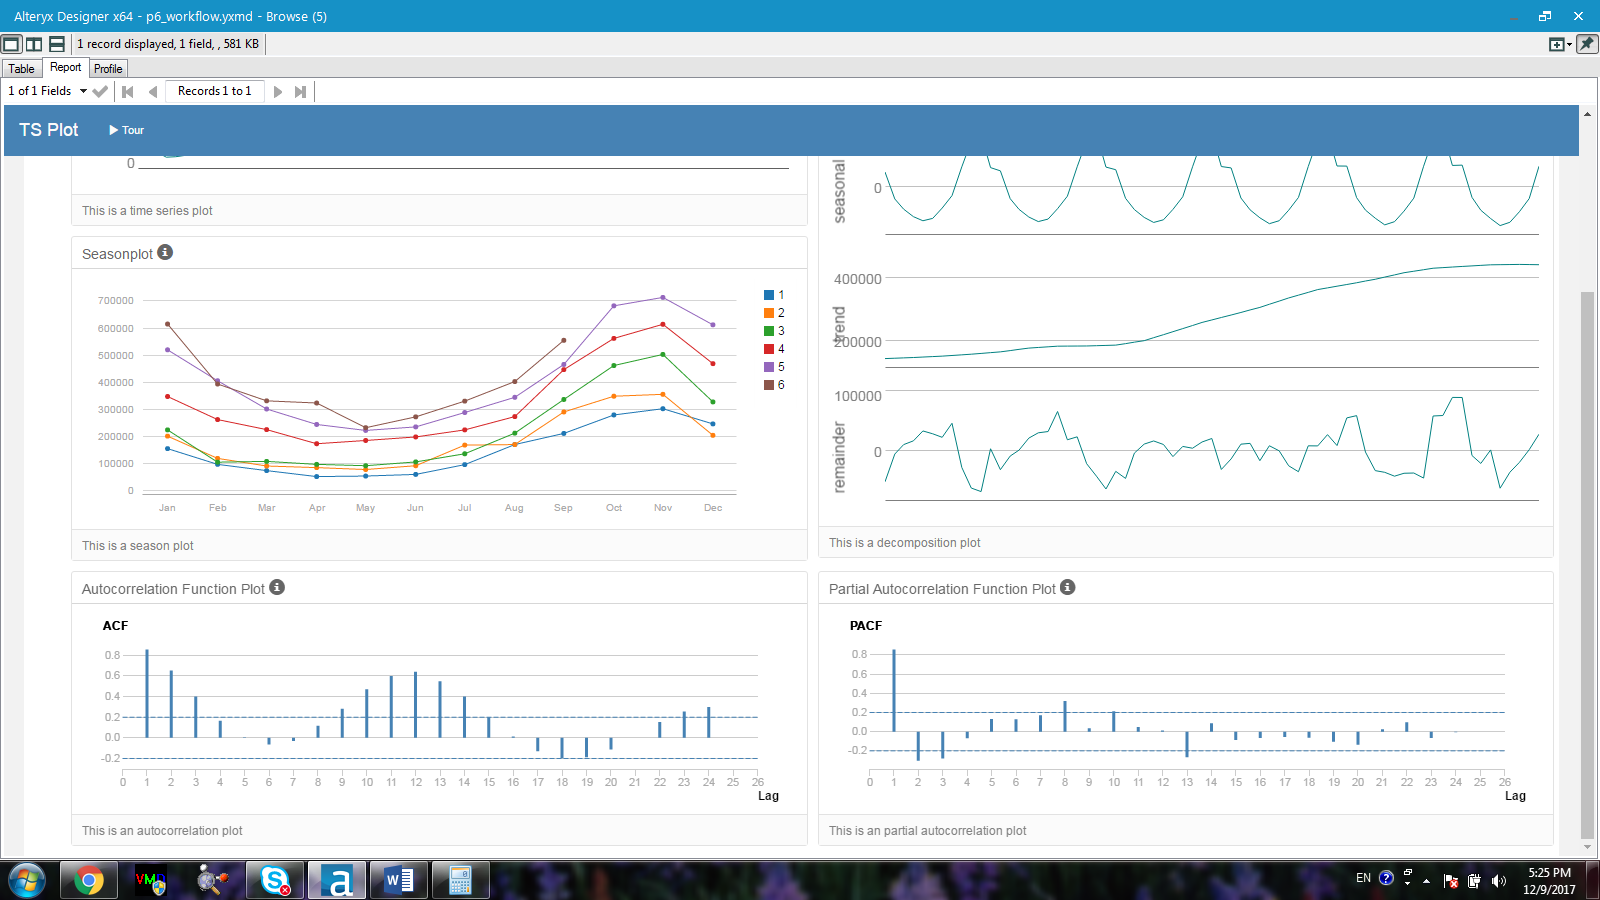 Alteryx Designer x64 - p6_workflow.yxmd - Browse (5)
1 record displayed, 1 field, , 581 KB
Table
Report
Profile
1 of 1 Fields
Records 1 to 1
TS Plot
Tour
0
This is a time series plot
Seasonplot
700000
600000
500000
400000
300000
200000
100000
0
Jan Feb Mar Apr May Jun Jul Aug Sep Oct Nov Dec
1
2
3
4
5
6
This is a season plot
seasonal
0
trend
400000
200000
remainder
100000
0
This is a decomposition plot
Autocorrelation Function Plot
ACF
0.8
0.6
0.4
0.2
0.0
-0.2
0 1 2 3 4 5 6 7 8 9 10 11 12 13 14 15 16 17 18 19 20 21 22 23 24 25 26
Lag
This is an autocorrelation plot
Partial Autocorrelation Function Plot
PACF
0.8
0.6
0.4
0.2
0.0
-0.2
0 1 2 3 4 5 6 7 8 9 10 11 12 13 14 15 16 17 18 19 20 21 22 23 24 25 26
Lag
This is an partial autocorrelation plot
VMD
a
W
EN
5:25 PM
12/9/2017